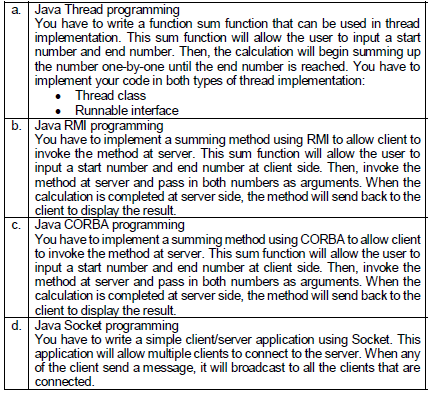 a. Java Thread programming
You have to write a function sum function that can be used in thread
implementation. This sum function will allow the user to input a start
number and end number. Then, the calculation will begin summing up
the number one-by-one until the end number is reached. You have to
implement your code in both types of thread implementation:
• Thread class
• Runnable interface
b. Java RMI programming
You have to implement a summing method using RMI to allow client to
invoke the method at server. This sum function will allow the user to
input a start number and end number at client side. Then, invoke the
method at server and pass in both numbers as arguments. When the
calculation is completed at server side, the method will send back to the
client to display the result.
c. Java CORBA programming
You have to implement a summing method using CORBA to allow client
to invoke the method at server. This sum function will allow the user to
input a start number and end number at client side. Then, invoke the
method at server and pass in both numbers as arguments. When the
calculation is completed at server side, the method will send back to the
client to display the result.
d. Java Socket programming
You have to write a simple client/server application using Socket. This
application will allow multiple clients to connect to the server. When any
of the client send a message, it will broadcast to all the clients that are
connected.